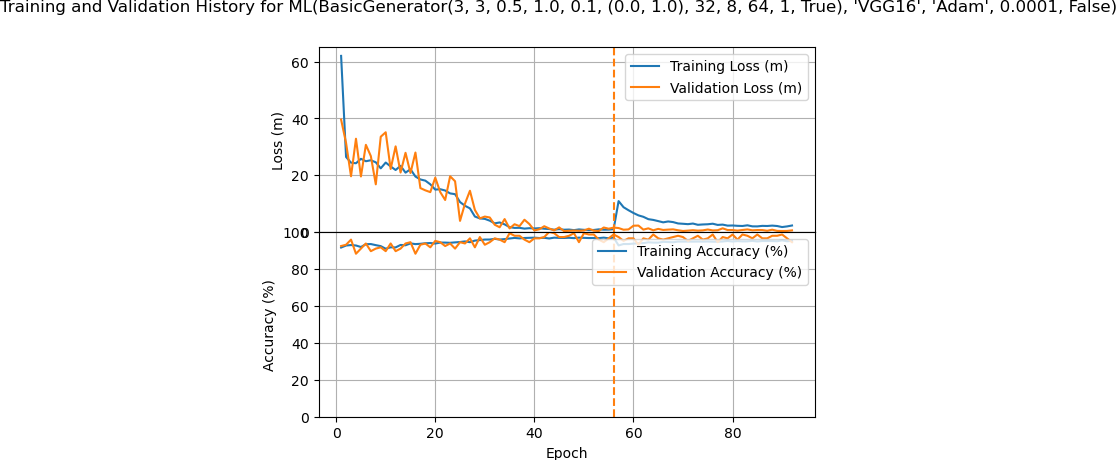 Training and Validation History for ML(BasicGenerator(3, 3, 0.5, 1.0, 0.1, (0.0, 1.0), 32, 8, 64, 1, True), 'VGG16', 'Adam', 0.0001, False)
60
40
20
0
Loss (m)
Training Loss (m)
Validation Loss (m)
100
80
60
40
20
0
Accuracy (%)
Training Accuracy (%)
Validation Accuracy (%)
0 20 40 60 80
Epoch